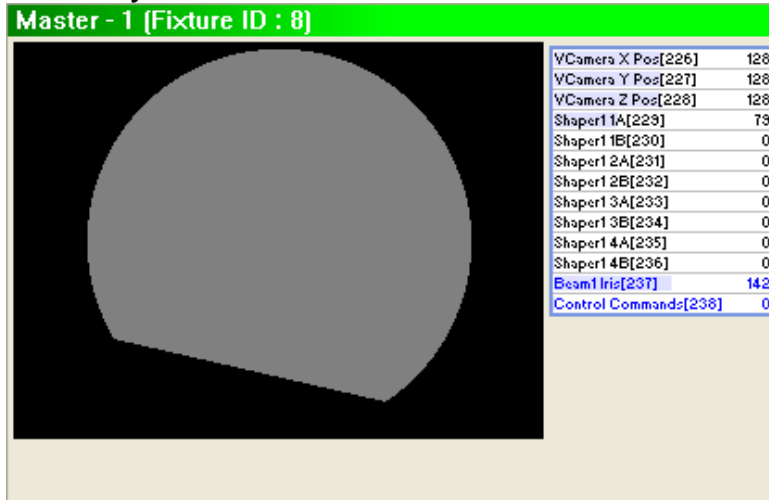 Master - 1 (Fixture ID : 8)
VCamera X Pos[226] 128
VCamera Y Pos[227] 128
VCamera Z Pos[228] 128
Shaper1 1A[229] 79
Shaper1 1B[230] 0
Shaper1 2A[231] 0
Shaper1 2B[232] 0
Shaper1 3A[233] 0
Shaper1 3B[234] 0
Shaper1 4A[235] 0
Shaper1 4B[236] 0
Beam1 Iris[237] 142
Control Commands[238] 0